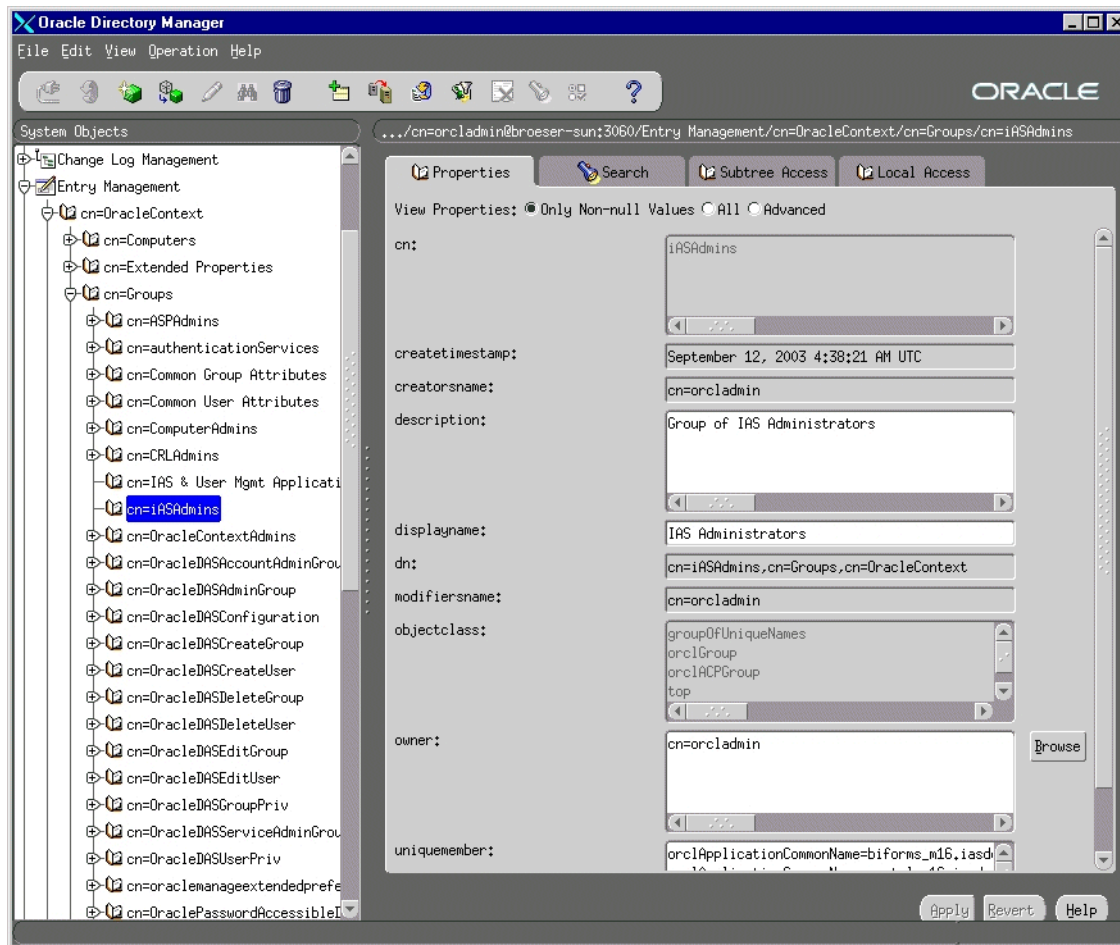 Oracle Directory Manager
File Edit View Operation Help
ORACLE
System Objects
Change Log Management
Entry Management
cn=OracleContext
cn=Computers
cn=Extended Properties
cn=Groups
cn=ASPAdmins
cn=authenticationServices
cn=Common Group Attributes
cn=Common User Attributes
cn=ComputerAdmins
cn=CRLAdmins
cn=IAS & User Mgmt Applicati
cn=iASAdmins
cn=OracleContextAdmins
cn=OracleDASAccountAdminGrou
cn=OracleDASAdminGroup
cn=OracleDASConfiguration
cn=OracleDASCreateGroup
cn=OracleDASCreateUser
cn=OracleDASDeleteGroup
cn=OracleDASDeleteUser
cn=OracleDASEditGroup
cn=OracleDASEditUser
cn=OracleDASGroupPriv
cn=OracleDASServiceAdminGrou
cn=OracleDASUserPriv
cn=oraclemanageextendedprefe
cn=OraclePasswordAccessibleD
.../cn=orcladmin@broeser-sun:3060/Entry Management/cn=OracleContext/cn=Groups/cn=iASAdmins
Properties Search Subtree Access Local Access
View Properties: Only Non-null Values All Advanced
cn: iASAdmins
createtimestamp: September 12, 2003 4:38:21 AM UTC
creatorsname: cn=orcladmin
description: Group of IAS Administrators
displayname: IAS Administrators
dn: cn=iASAdmins,cn=Groups,cn=OracleContext
modifiersname: cn=orcladmin
objectclass: groupOfUniqueNames
orclGroup
orclACPGroup
top
owner: cn=orcladmin Browse
uniquemember: orclApplicationCommonName=biforms_m16.iasd
Apply Revert Help